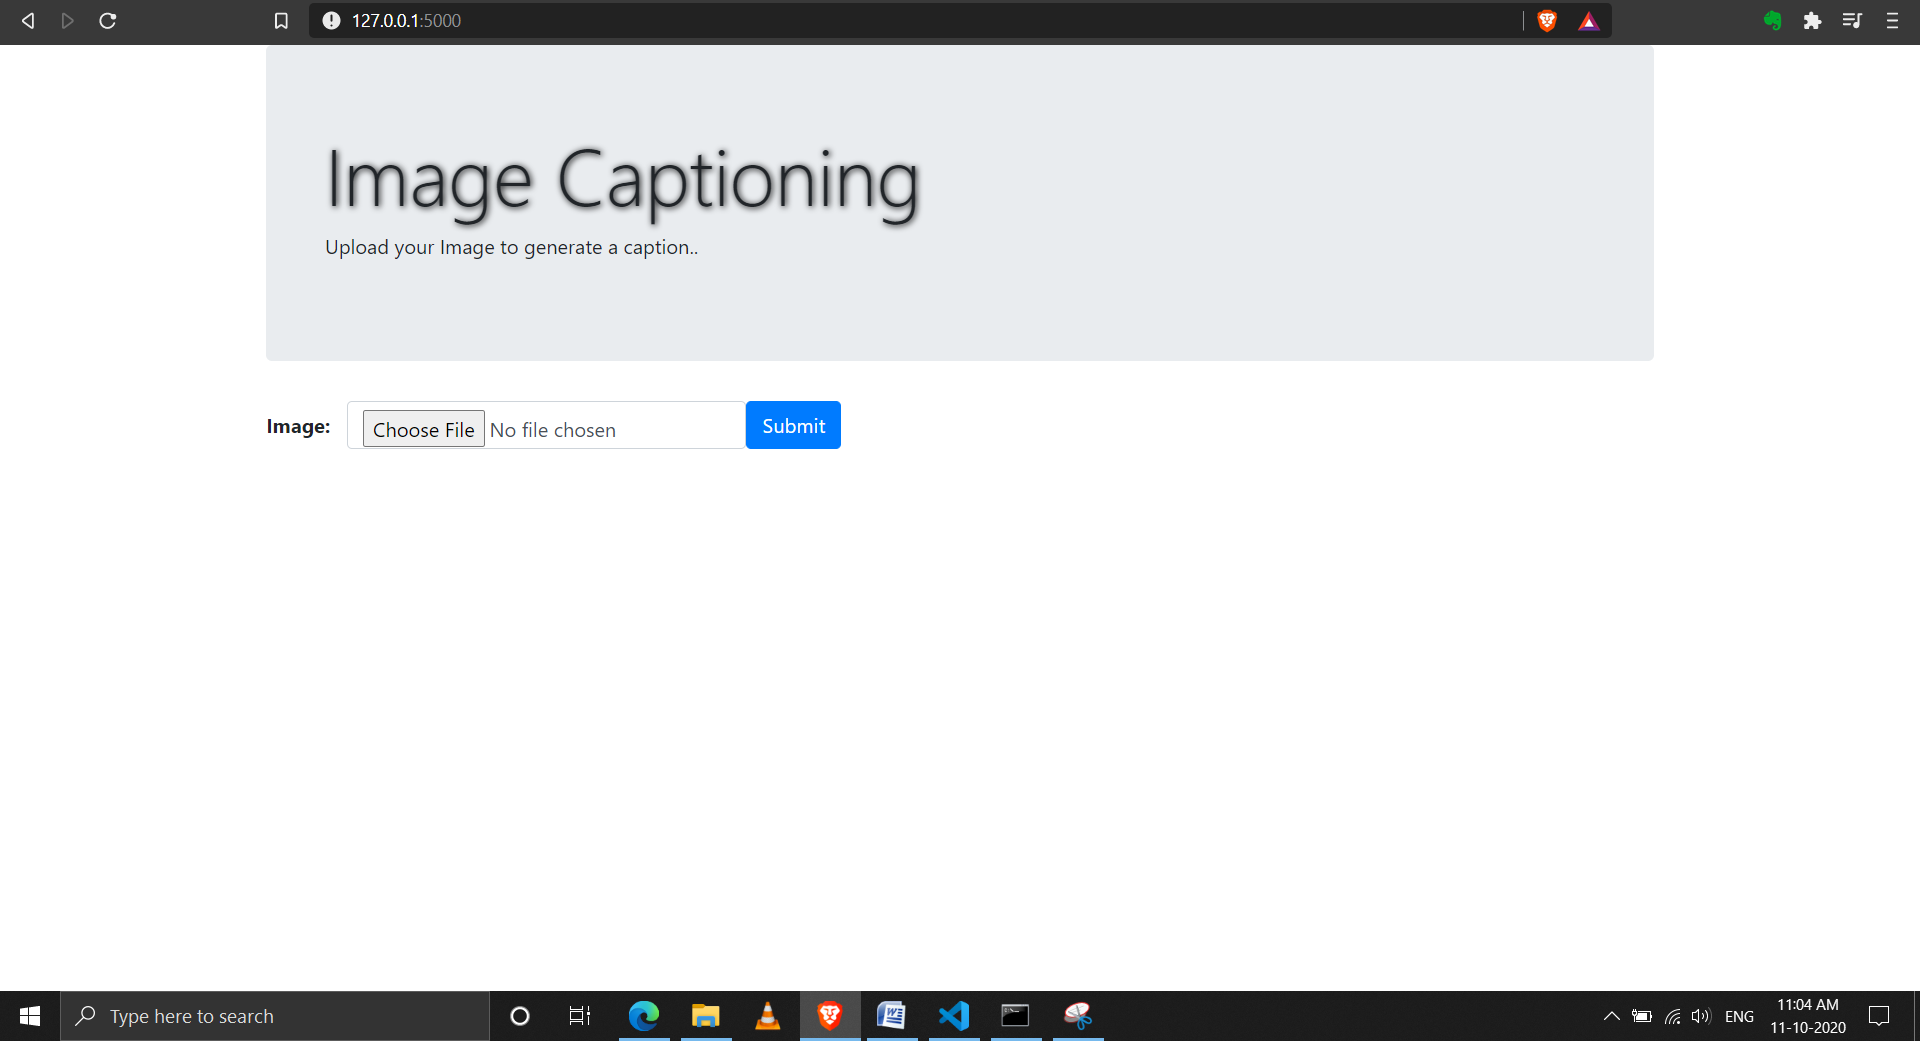 127.0.0.1:5000
Image Captioning
Upload your Image to generate a caption..
Image: Choose File No file chosen Submit
Type here to search
ENG
11:04 AM
11-10-2020